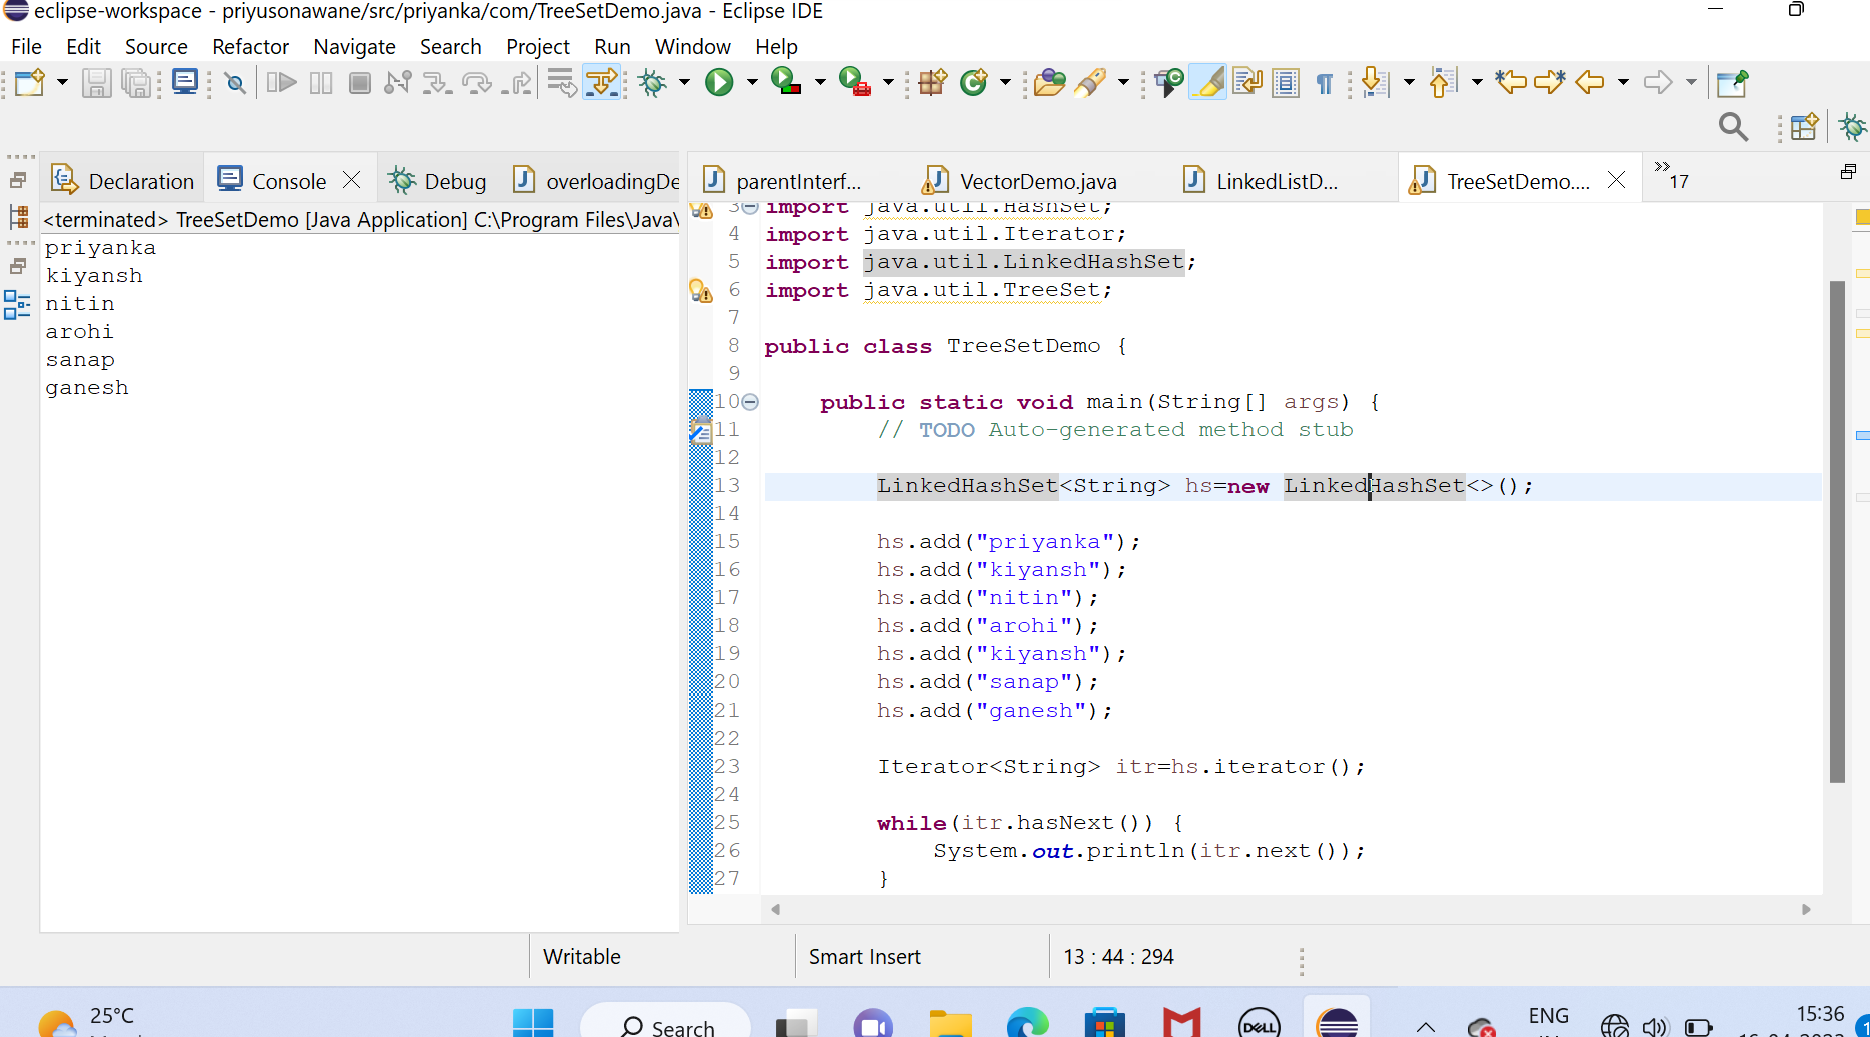 eclipse-workspace - priyusonawane/src/priyanka/com/TreeSetDemo.java - Eclipse IDE
File Edit Source Refactor Navigate Search Project Run Window Help
Declaration Console Debug overloadingDe
<terminated> TreeSetDemo [Java Application] C:\Program Files\Java\
priyanka
kiyansh
nitin
arohi
sanap
ganesh
parentInterf... VectorDemo.java LinkedListD... TreeSetDemo.... »17
3 import java.util.HashSet;
4 import java.util.Iterator;
5 import java.util.LinkedHashSet;
6 import java.util.TreeSet;
7
8 public class TreeSetDemo {
9
10 public static void main(String[] args) {
11 // TODO Auto-generated method stub
12
13 LinkedHashSet<String> hs=new LinkedHashSet<>();
14
15 hs.add("priyanka");
16 hs.add("kiyansh");
17 hs.add("nitin");
18 hs.add("arohi");
19 hs.add("kiyansh");
20 hs.add("sanap");
21 hs.add("ganesh");
22
23 Iterator<String> itr=hs.iterator();
24
25 while(itr.hasNext()) {
26 System.out.println(itr.next());
27 }
Writable Smart Insert 13 : 44 : 294
25°C
Search
DELL
ENG
15:36